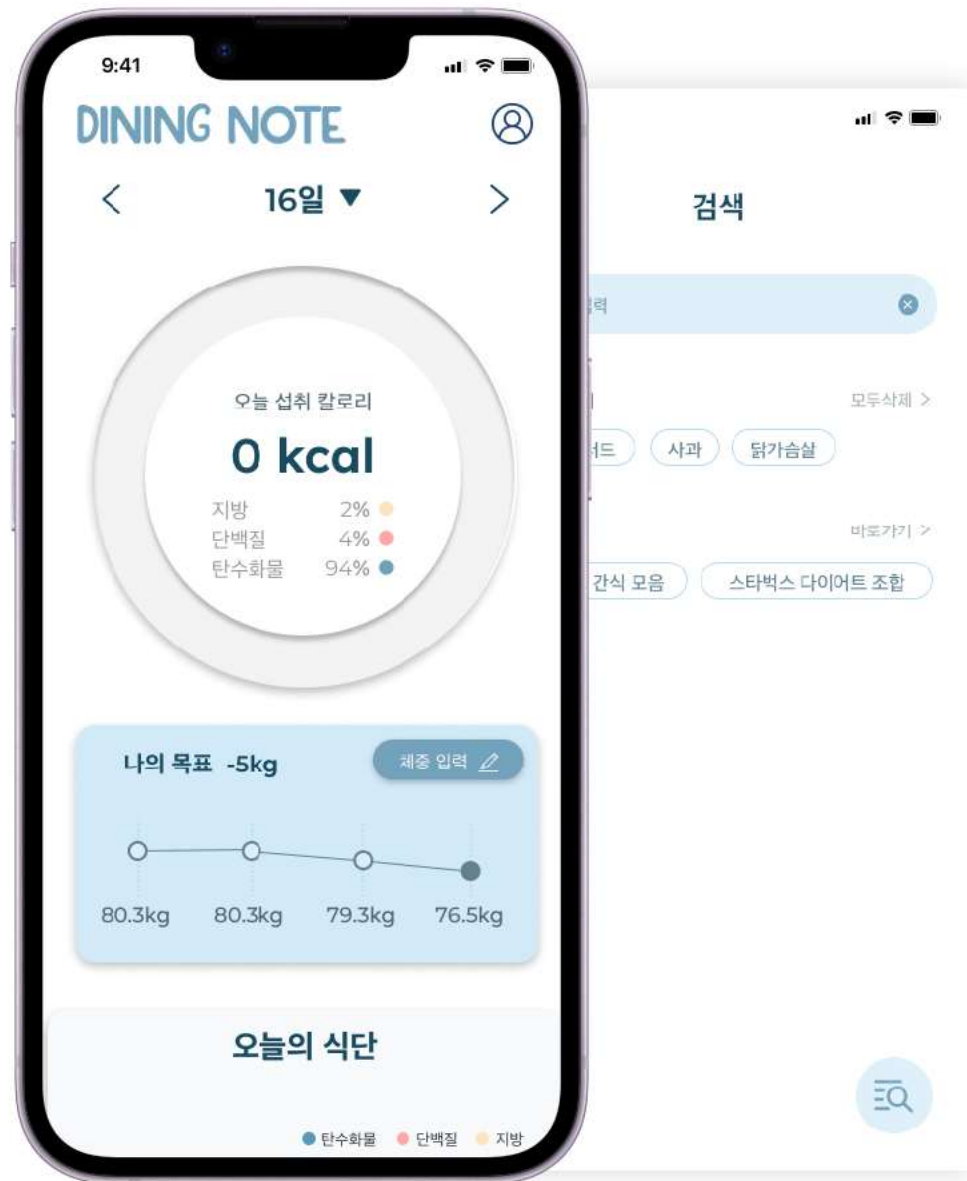 9:41
DINING NOTE
16일 ▼
오늘 섭취 칼로리
0 kcal
지방 2%
단백질 4%
탄수화물 94%
나의 목표 -5kg
체중 입력
80.3kg 80.3kg 79.3kg 76.5kg
오늘의 식단
탄수화물 단백질 지방
검색
모두삭제 >
사과 닭가슴살
바로가기 >
간식 모음 스타벅스 다이어트 조합